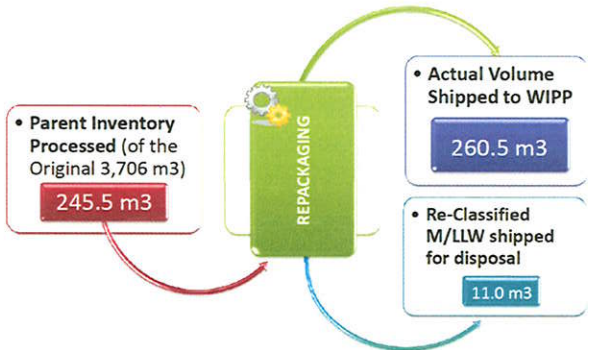 • Parent Inventory
Processed (of the
Original 3,706 m3)
245.5 m3
REPACKAGING
• Actual Volume
Shipped to WIPP
260.5 m3
• Re-Classified
M/LLW shipped
for disposal
11.0 m3